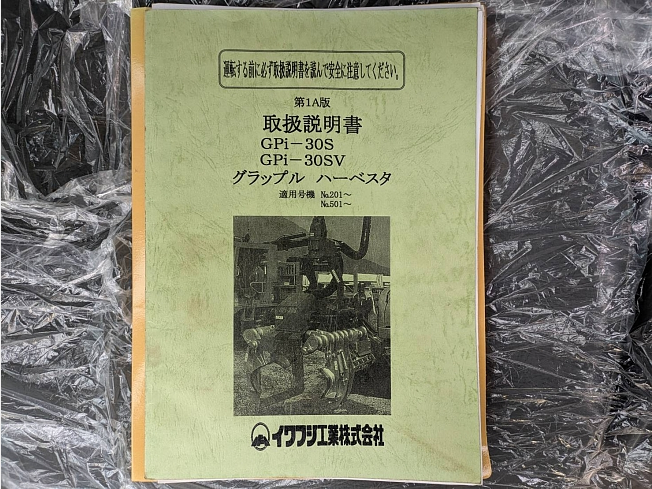 運転する前に必ず取扱説明書を読んで安全に注意してください。
第1A版
取扱説明書
GPi-30S
GPi-30SV
グラップル ハーベスタ
適用号機 №201～
№501～
イワフジ工業株式会社